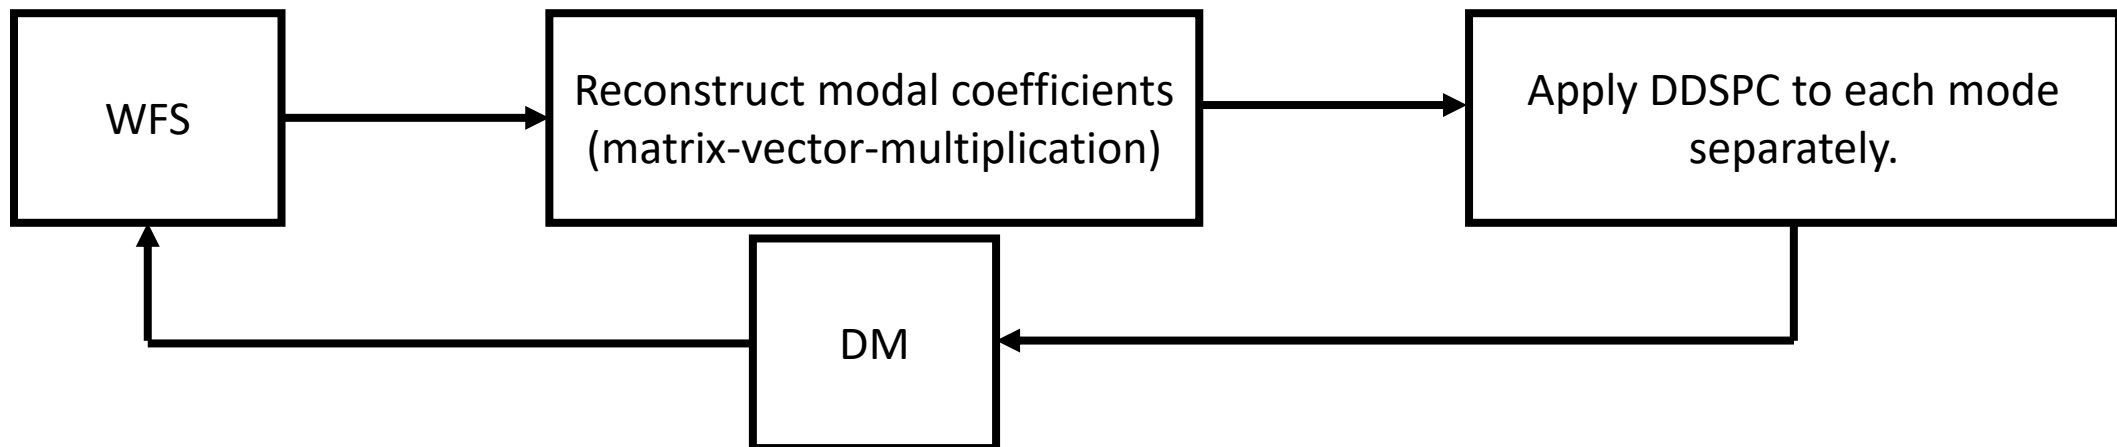 WFS
Reconstruct modal coefficients
(matrix-vector-multiplication)
Apply DDSPC to each mode
separately.
DM